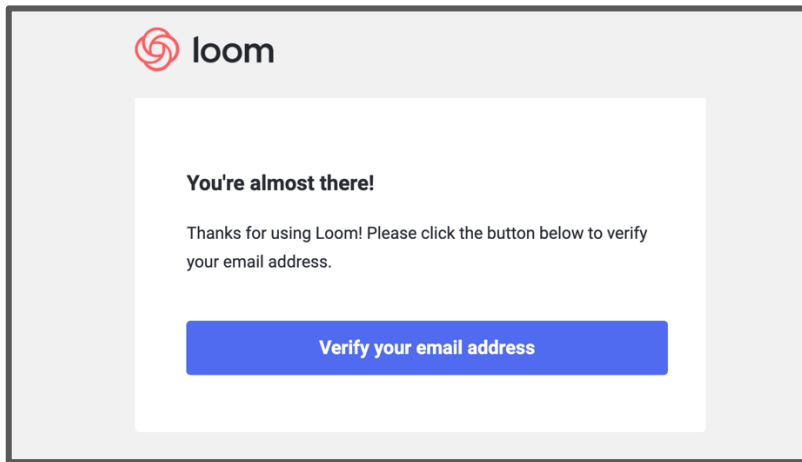 loom
You're almost there!
Thanks for using Loom! Please click the button below to verify
your email address.
Verify your email address